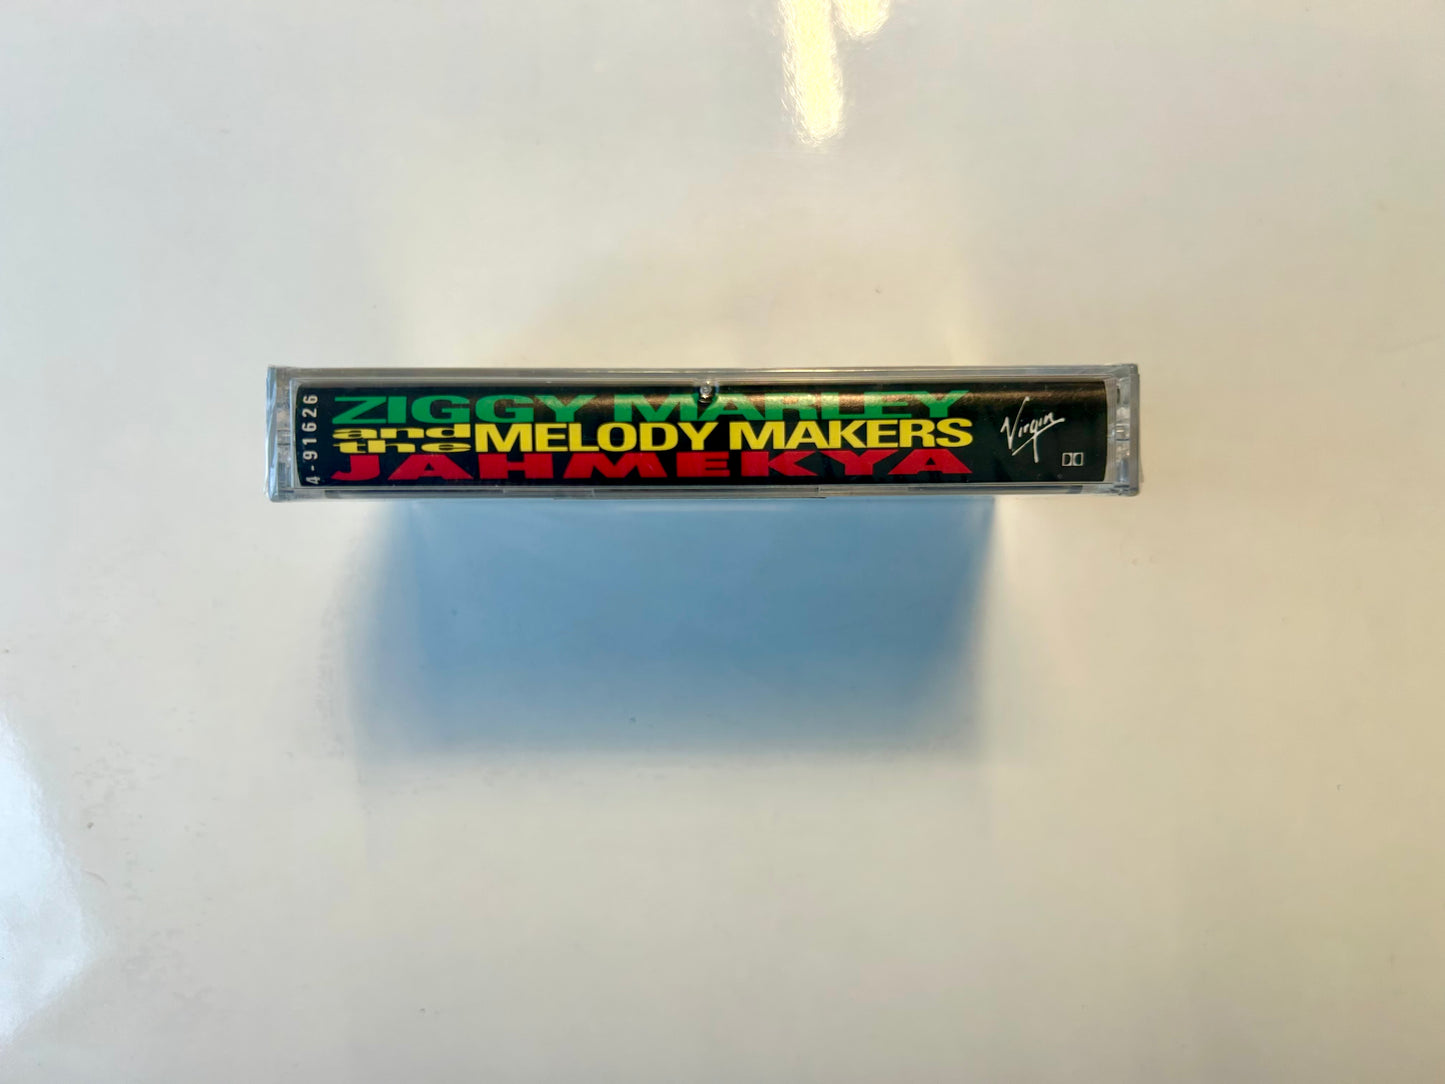 4-91626
ZIGGY MARLEY
and the MELODY MAKERS
JAHMEKYA
Virgin